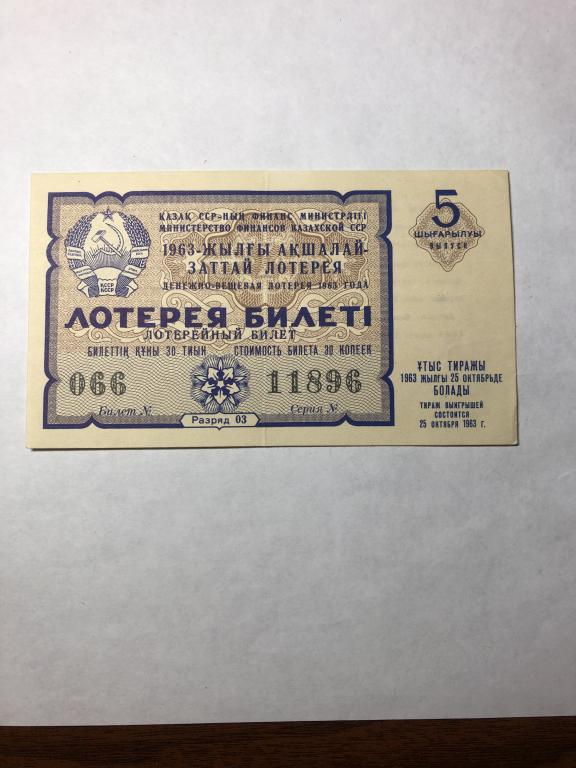 ҚАЗАҚ ССР-НЫҢ ФИНАНС МИНИСТРЛІГІ
МИНИСТЕРСТВО ФИНАНСОВ КАЗАХСКОЙ ССР
1963-ЖЫЛҒЫ АҚШАЛАЙ-
ЗАТТАЙ ЛОТЕРЕЯ
ДЕНЕЖНО-ВЕЩЕВАЯ ЛОТЕРЕЯ 1963 ГОДА
ЛОТЕРЕЯ БИЛЕТІ
ЛОТЕРЕЙНЫЙ БИЛЕТ
БИЛЕТТІҢ ҚҰНЫ 30 ТИЫН СТОИМОСТЬ БИЛЕТА 30 КОПЕЕК
066 11896
Билет № Серия №
Разряд 03
ҚССР
КССР
5
ШЫҒАРЫЛУЫ
ВЫПУСК
ҰТЫС ТИРАЖЫ
1963 ЖЫЛҒЫ 25 ОКТЯБРЬДЕ
БОЛАДЫ
ТИРАЖ ВЫИГРЫШЕЙ
СОСТОИТСЯ
25 ОКТЯБРЯ 1963 Г.